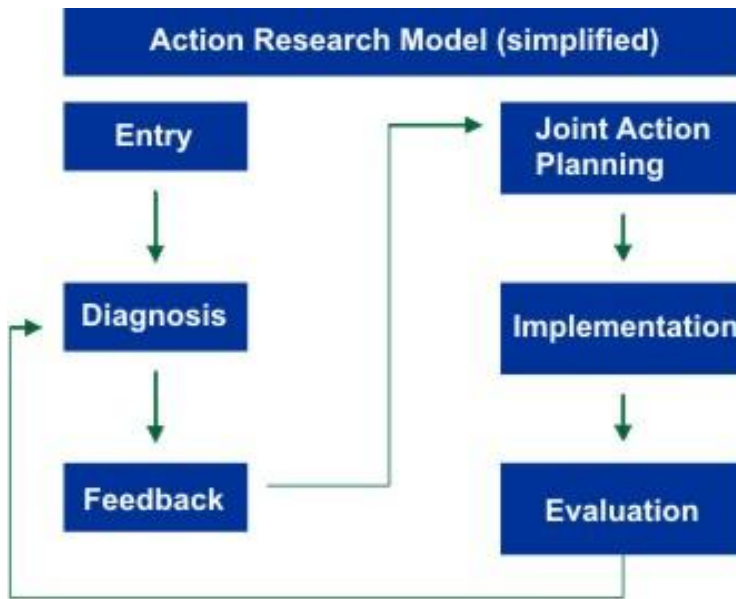 Action Research Model (simplified)
Entry
Diagnosis
Feedback
Joint Action
Planning
Implementation
Evaluation